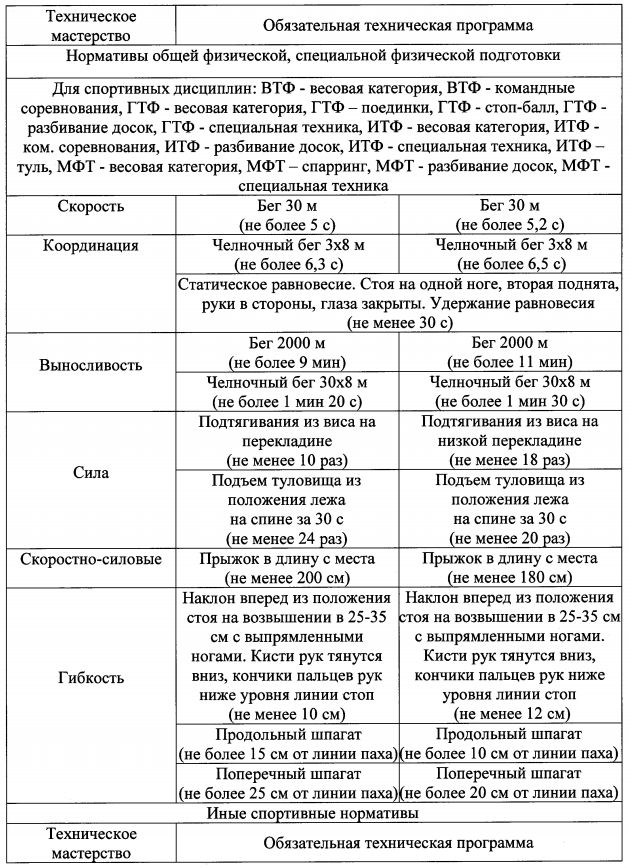 Техническое
мастерство
Обязательная техническая программа
Нормативы общей физической, специальной физической подготовки
Для спортивных дисциплин: ВТФ - весовая категория, ВТФ - командные
соревнования, ГТФ - весовая категория, ГТФ – поединки, ГТФ - стоп-балл, ГТФ -
разбивание досок, ГТФ - специальная техника, ИТФ - весовая категория, ИТФ -
ком. соревнования, ИТФ - разбивание досок, ИТФ - специальная техника, ИТФ –
туль, МФТ - весовая категория, МФТ – спарринг, МФТ - разбивание досок, МФТ -
специальная техника
Скорость
Бег 30 м
(не более 5 с)
Бег 30 м
(не более 5,2 с)
Координация
Челночный бег 3х8 м
(не более 6,3 с)
Челночный бег 3х8 м
(не более 6,5 с)
Статическое равновесие. Стоя на одной ноге, вторая поднята,
руки в стороны, глаза закрыты. Удержание равновесия
(не менее 30 с)
Выносливость
Бег 2000 м
(не более 9 мин)
Бег 2000 м
(не более 11 мин)
Челночный бег 30х8 м
(не более 1 мин 20 с)
Челночный бег 30х8 м
(не более 1 мин 30 с)
Сила
Подтягивания из виса на
перекладине
(не менее 10 раз)
Подтягивания из виса на
низкой перекладине
(не менее 18 раз)
Подъем туловища из
положения лежа
на спине за 30 с
(не менее 24 раз)
Подъем туловища из
положения лежа
на спине за 30 с
(не менее 20 раз)
Скоростно-силовые
Прыжок в длину с места
(не менее 200 см)
Прыжок в длину с места
(не менее 180 см)
Гибкость
Наклон вперед из положения
стоя на возвышении в 25-35
см с выпрямленными
ногами. Кисти рук тянутся
вниз, кончики пальцев рук
ниже уровня линии стоп
(не менее 10 см)
Наклон вперед из положения
стоя на возвышении в 25-35 см
с выпрямленными ногами.
Кисти рук тянутся вниз,
кончики пальцев рук ниже
уровня линии стоп
(не менее 12 см)
Продольный шпагат
(не более 15 см от линии паха)
Продольный шпагат
(не более 10 см от линии паха)
Поперечный шпагат
(не более 25 см от линии паха)
Поперечный шпагат
(не более 20 см от линии паха)
Иные спортивные нормативы
Техническое
мастерство
Обязательная техническая программа